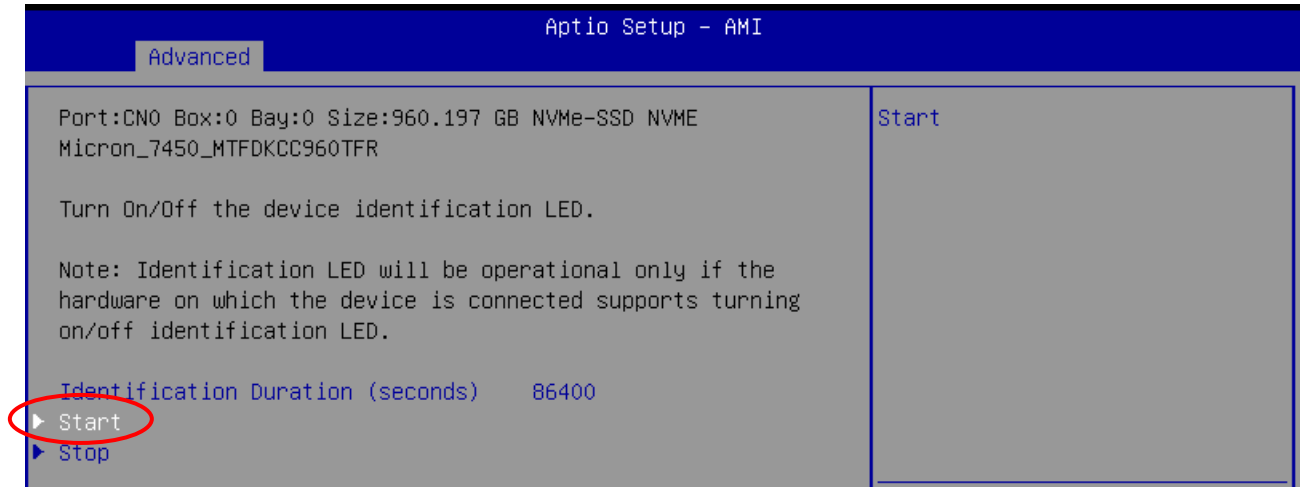 Aptio Setup – AMI
Advanced
Port:CN0 Box:0 Bay:0 Size:960.197 GB NVMe-SSD NVME
Micron_7450_MTFDKCC960TFR
Turn On/Off the device identification LED.
Note: Identification LED will be operational only if the
hardware on which the device is connected supports turning
on/off identification LED.
Identification Duration (seconds) 86400
Start
Stop
Start